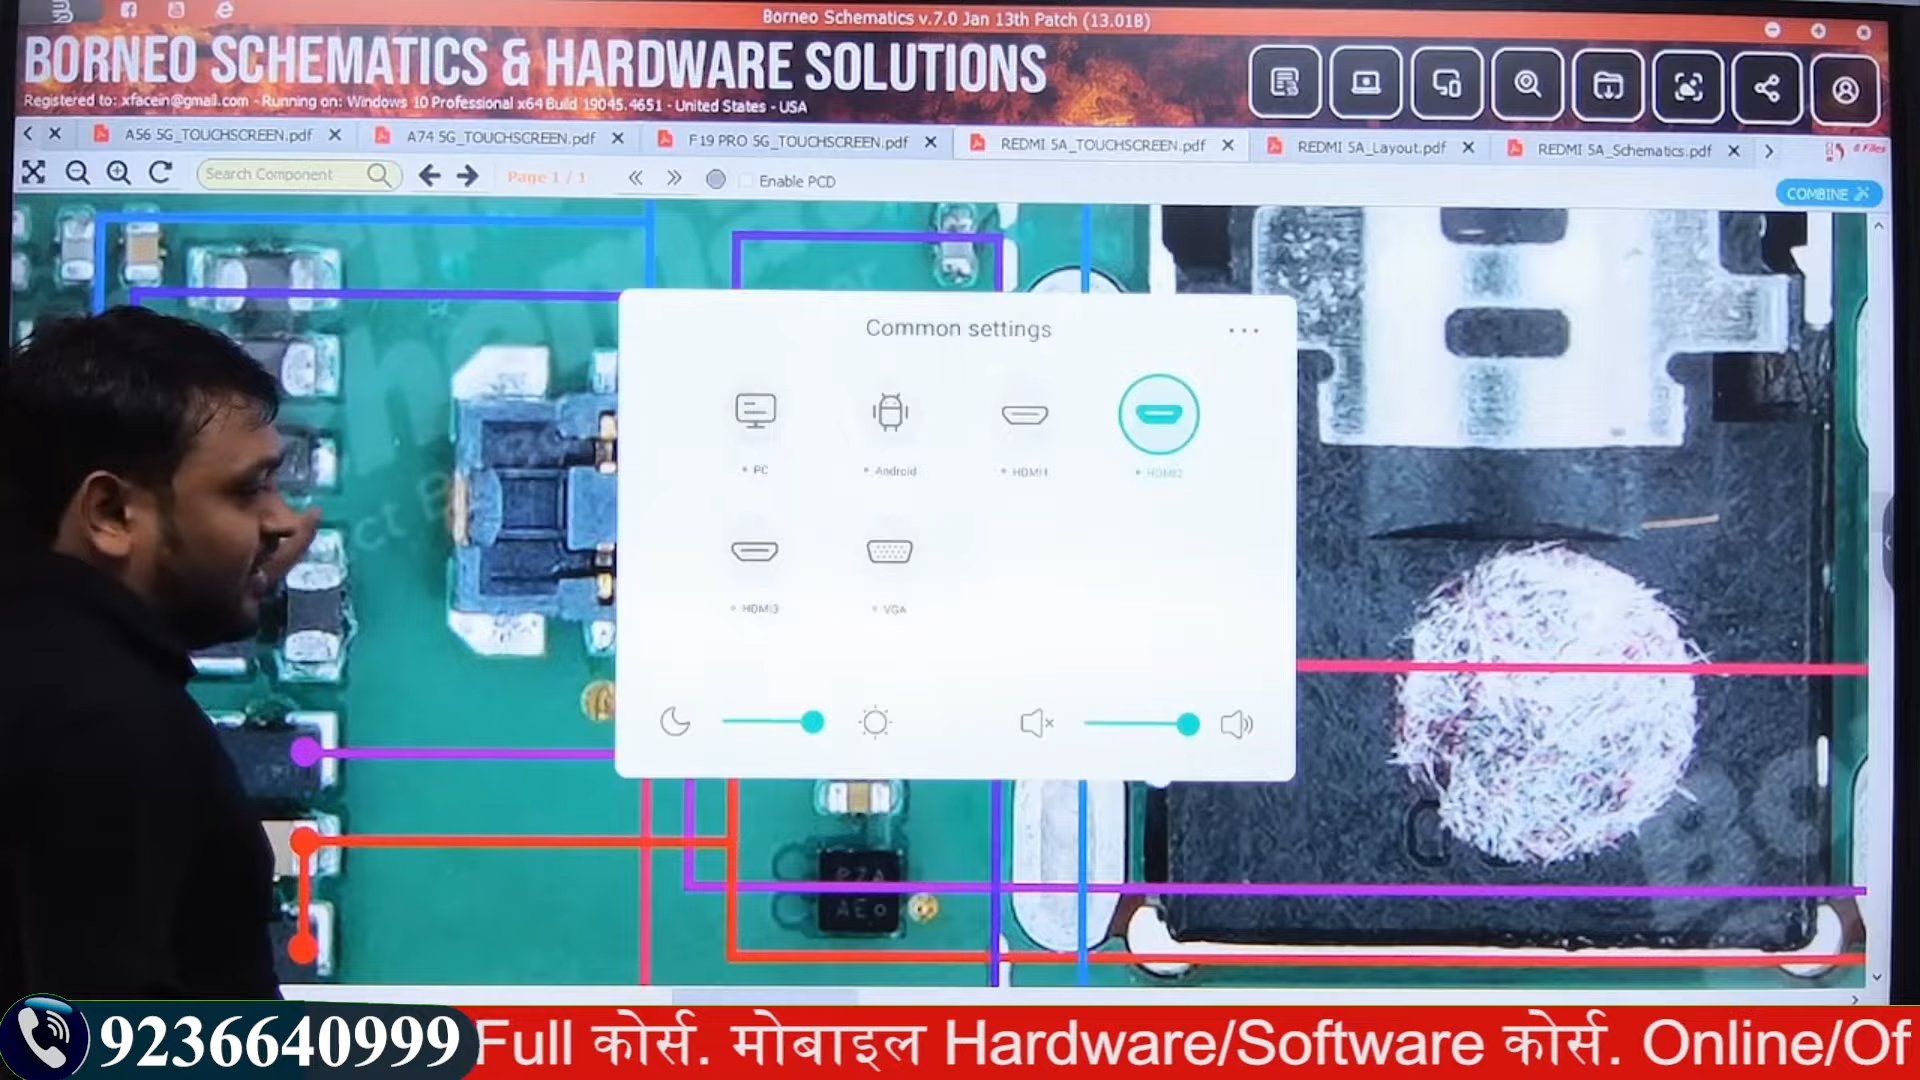 Borneo Schematics v.7.0 Jan 13th Patch (13.01B)
BORNEO SCHEMATICS & HARDWARE SOLUTIONS
Registered to: xfacein@gmail.com - Running on: Windows 10 Professional x64 Build 19045.4651 - United States - USA
A56 5G_TOUCHSCREEN.pdf
A74 5G_TOUCHSCREEN.pdf
F19 PRO 5G_TOUCHSCREEN.pdf
REDMI 5A_TOUCHSCREEN.pdf
REDMI 5A_Layout.pdf
REDMI 5A_Schematics.pdf
Search Component
Page 1 / 1
Enable PCD
COMBINE
Common settings
PC
Android
HDMI1
HDMI2
HDMI3
VGA
AE
9236640999
Full कोर्स. मोबाइल Hardware/Software कोर्स. Online/Of